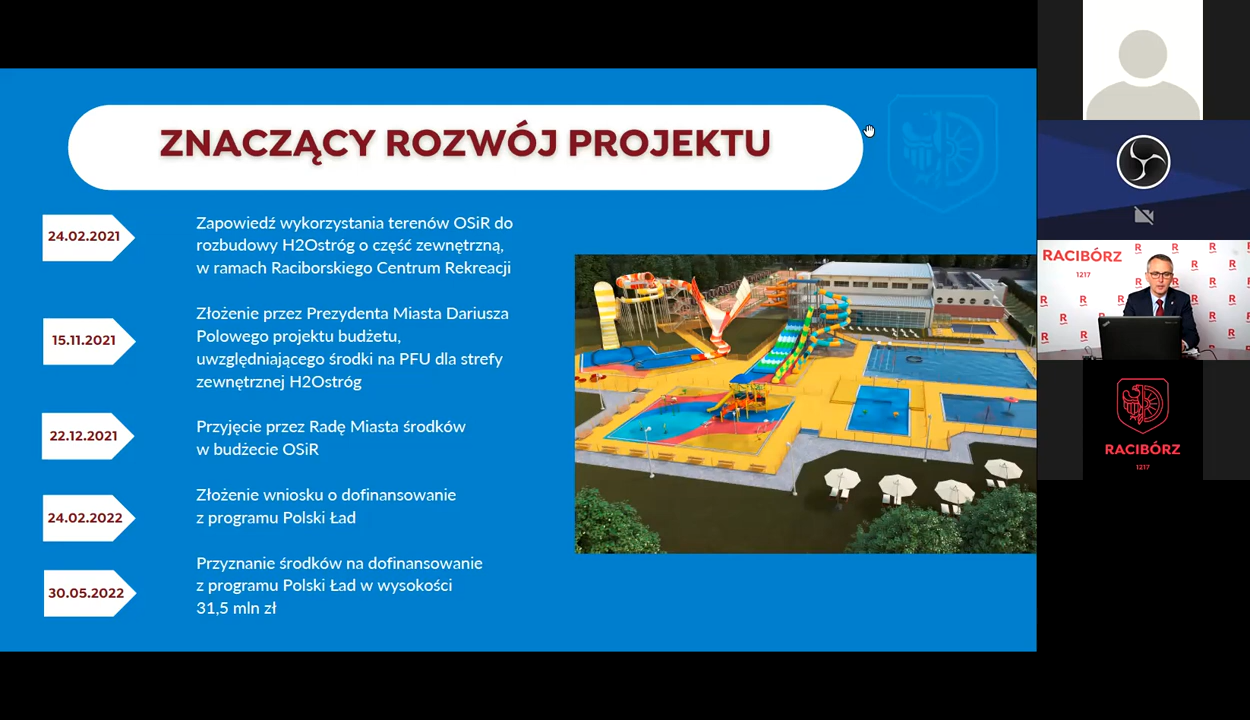 ZNACZĄCY ROZWÓJ PROJEKTU
24.02.2021
Zapowiedź wykorzystania terenów OSiR do
rozbudowy H2Ostróg o część zewnętrzną,
w ramach Raciborskiego Centrum Rekreacji
15.11.2021
Złożenie przez Prezydenta Miasta Dariusza
Polowego projektu budżetu,
uwzględniającego środki na PFU dla strefy
zewnętrznej H2Ostróg
22.12.2021
Przyjęcie przez Radę Miasta środków
w budżecie OSiR
24.02.2022
Złożenie wniosku o dofinansowanie
z programu Polski Ład
30.05.2022
Przyznanie środków na dofinansowanie
z programu Polski Ład w wysokości
31,5 mln zł
RACIBÓRZ
1217
R
R
R
R
R
R
R
R
R
R
RACIBÓRZ
1217